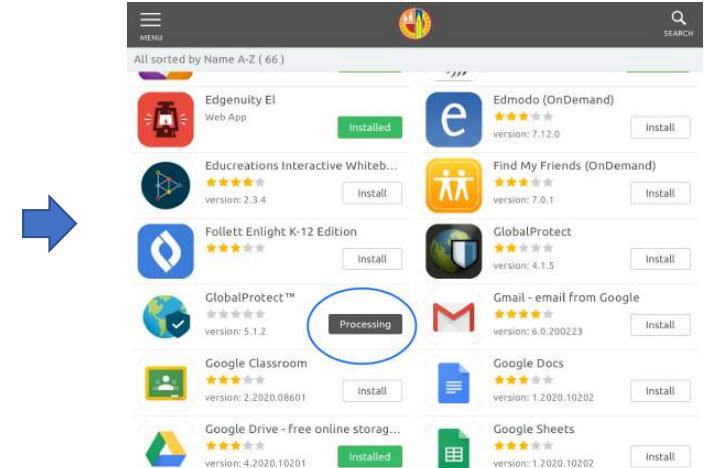 MENU
SEARCH
All sorted by Name A-Z ( 66 )
Edgenuity El
Web App
Installed
Edmodo (OnDemand)
version: 7.12.0
Install
Educreations Interactive Whiteb...
version: 2.3.4
Install
Find My Friends (OnDemand)
version: 7.0.1
Install
Follett Enlight K-12 Edition
Install
GlobalProtect
version: 4.1.5
Install
GlobalProtect™
version: 5.1.2
Processing
Gmail - email from Google
version: 6.0.200223
Install
Google Classroom
version: 2.2020.08601
Install
Google Docs
version: 1.2020.10202
Install
Google Drive - free online storag...
version: 4.2020.10201
Installed
Google Sheets
version: 1.2020.10202
Install